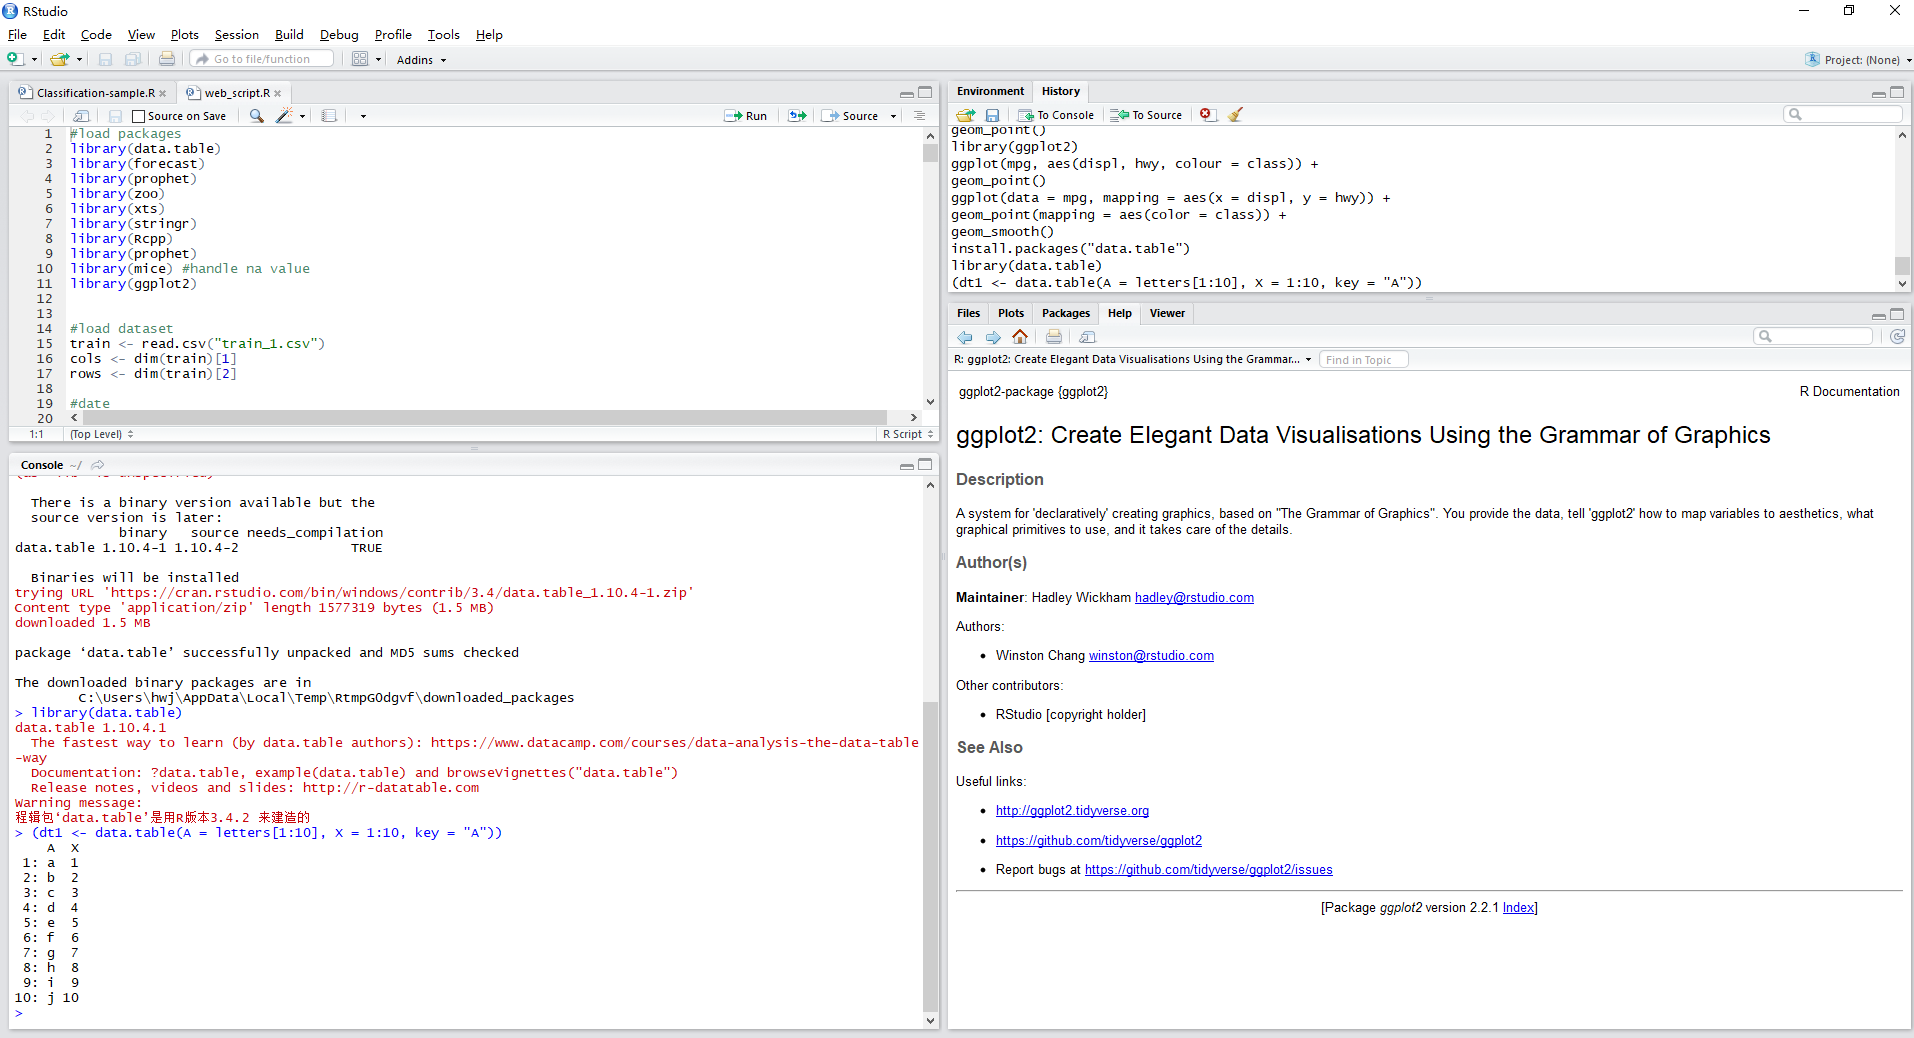 RStudio
File Edit Code View Plots Session Build Debug Profile Tools Help
Go to file/function Addins Project: (None)
Classification-sample.R web_script.R
Source on Save Run Source
1 #load packages
2 library(data.table)
3 library(forecast)
4 library(prophet)
5 library(zoo)
6 library(xts)
7 library(stringr)
8 library(Rcpp)
9 library(prophet)
10 library(mice) #handle na value
11 library(ggplot2)
12
13
14 #load dataset
15 train <- read.csv("train_1.csv")
16 cols <- dim(train)[1]
17 rows <- dim(train)[2]
18
19 #date
20
1:1 (Top Level) R Script
Console ~/
There is a binary version available but the
source version is later:
binary source needs_compilation
data.table 1.10.4-1 1.10.4-2 TRUE
Binaries will be installed
trying URL 'https://cran.rstudio.com/bin/windows/contrib/3.4/data.table_1.10.4-1.zip'
Content type 'application/zip' length 1577319 bytes (1.5 MB)
downloaded 1.5 MB
package ‘data.table’ successfully unpacked and MD5 sums checked
The downloaded binary packages are in
C:\Users\hwj\AppData\Local\Temp\RtmpGOdgvf\downloaded_packages
> library(data.table)
data.table 1.10.4.1
The fastest way to learn (by data.table authors): https://www.datacamp.com/courses/data-analysis-the-data-table
-way
Documentation: ?data.table, example(data.table) and browseVignettes("data.table")
Release notes, videos and slides: http://r-datatable.com
Warning message:
程辑包‘data.table’是用R版本3.4.2 来建造的
> (dt1 <- data.table(A = letters[1:10], X = 1:10, key = "A"))
A X
1: a 1
2: b 2
3: c 3
4: d 4
5: e 5
6: f 6
7: g 7
8: h 8
9: i 9
10: j 10
>
Environment History
To Console To Source
geom_point()
library(ggplot2)
ggplot(mpg, aes(displ, hwy, colour = class)) +
geom_point()
ggplot(data = mpg, mapping = aes(x = displ, y = hwy)) +
geom_point(mapping = aes(color = class)) +
geom_smooth()
install.packages("data.table")
library(data.table)
(dt1 <- data.table(A = letters[1:10], X = 1:10, key = "A"))
Files Plots Packages Help Viewer
R: ggplot2: Create Elegant Data Visualisations Using the Grammar... Find in Topic
ggplot2-package {ggplot2} R Documentation
ggplot2: Create Elegant Data Visualisations Using the Grammar of Graphics
Description
A system for 'declaratively' creating graphics, based on "The Grammar of Graphics". You provide the data, tell 'ggplot2' how to map variables to aesthetics, what
graphical primitives to use, and it takes care of the details.
Author(s)
Maintainer: Hadley Wickham hadley@rstudio.com
Authors:
• Winston Chang winston@rstudio.com
Other contributors:
• RStudio [copyright holder]
See Also
Useful links:
• http://ggplot2.tidyverse.org
• https://github.com/tidyverse/ggplot2
• Report bugs at https://github.com/tidyverse/ggplot2/issues
[Package ggplot2 version 2.2.1 Index]